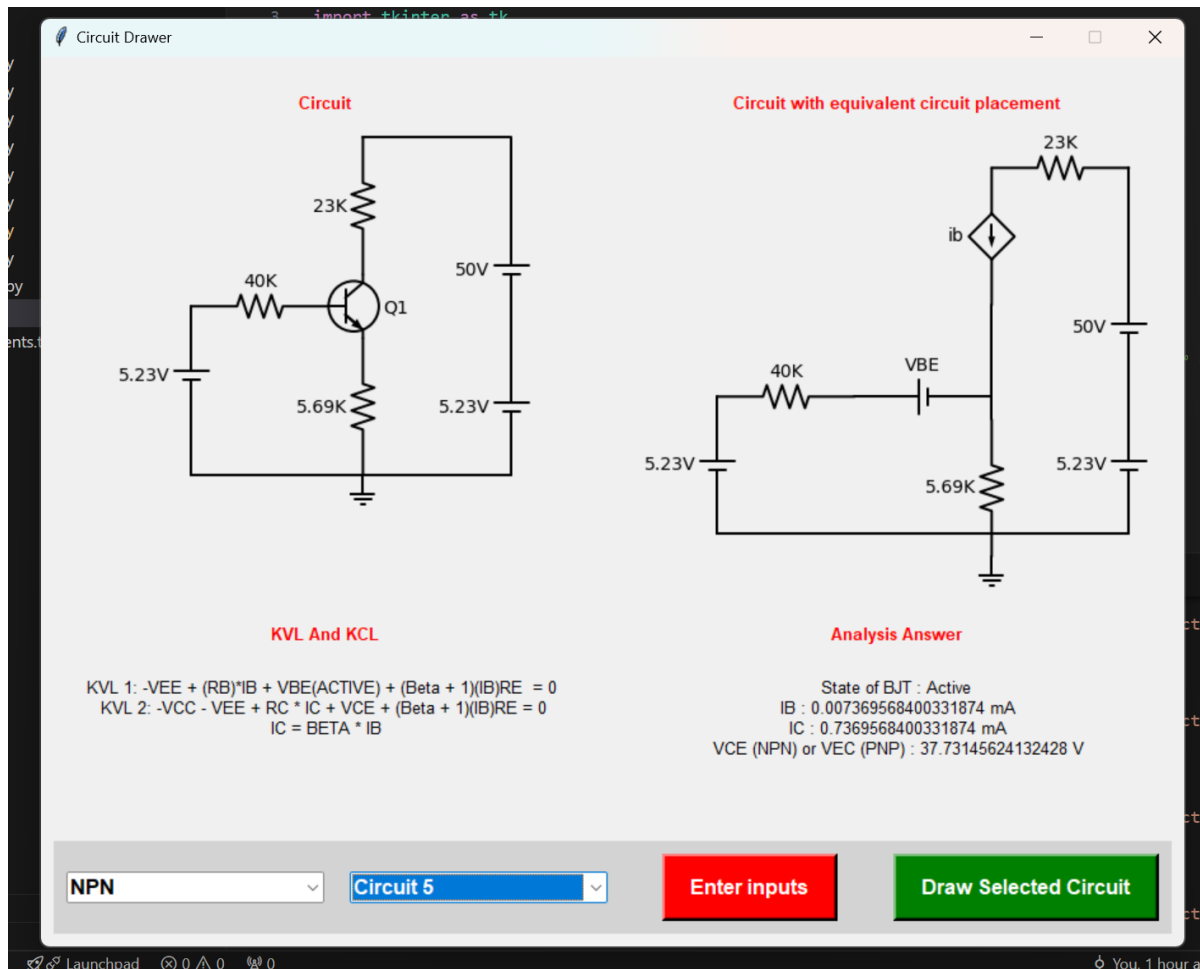 3 import tkinter as tk
Circuit Drawer
Circuit
23K
40K
Q1
50V
5.23V
5.69K
5.23V
Circuit with equivalent circuit placement
23K
ib
50V
VBE
40K
5.23V
5.23V
5.69K
KVL And KCL
KVL 1: -VEE + (RB)*IB + VBE(ACTIVE) + (Beta + 1)(IB)RE = 0
KVL 2: -VCC - VEE + RC * IC + VCE + (Beta + 1)(IB)RE = 0
IC = BETA * IB
Analysis Answer
State of BJT : Active
IB : 0.007369568400331874 mA
IC : 0.7369568400331874 mA
VCE (NPN) or VEC (PNP) : 37.73145624132428 V
NPN
Circuit 5
Enter inputs
Draw Selected Circuit
Launchpad 0 0 0
You, 1 hour a